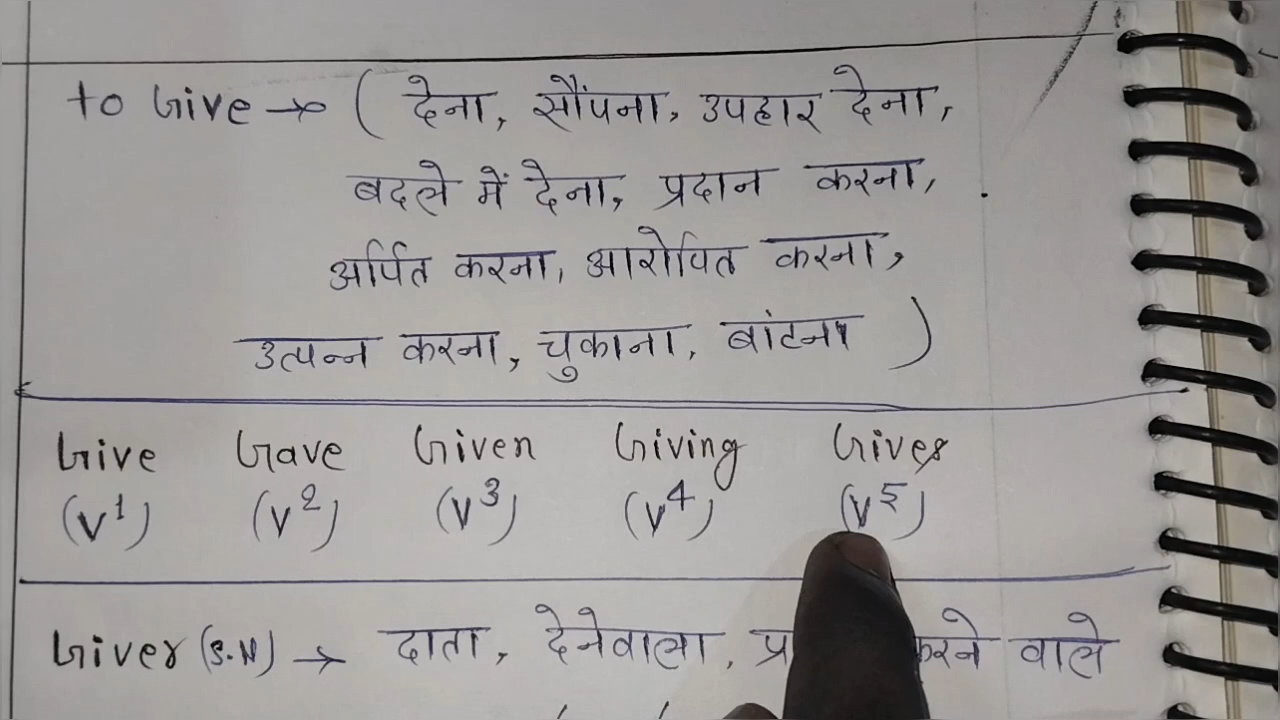 to Give → ( देना, सौंपना, उपहार देना,
बदले में देना, प्रदान करना,
अर्पित करना, आरोपित करना,
उत्पन्न करना, चुकाना, बांटना )
Give Gave Given Giving Gives
(V1) (V2) (V3) (V4) (V5)
Giver (S.N) → दाता, देनेवाला, करने वाले